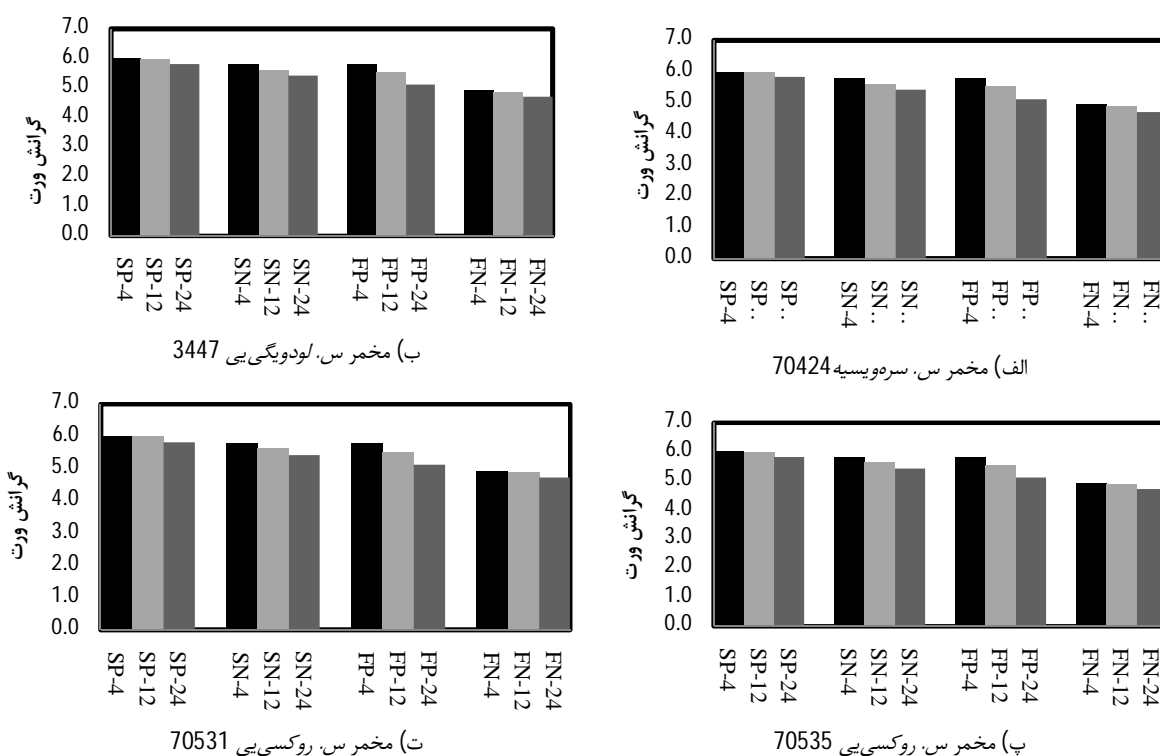 7.0
6.0
5.0
4.0
3.0
2.0
1.0
0.0
گرانش ورت
SP-4
SP..
SP..
SN-4
SN..
SN..
FP-4
FP..
FP..
FN-4
FN..
FN..
الف) مخمر س. سره‌ویسیه 70424
7.0
6.0
5.0
4.0
3.0
2.0
1.0
0.0
گرانش ورت
SP-4
SP-12
SP-24
SN-4
SN-12
SN-24
FP-4
FP-12
FP-24
FN-4
FN-12
FN-24
ب) مخمر س. لودویگی‌یی 3447
7.0
6.0
5.0
4.0
3.0
2.0
1.0
0.0
گرانش ورت
SP-4
SP-12
SP-24
SN-4
SN-12
SN-24
FP-4
FP-12
FP-24
FN-4
FN-12
FN-24
پ) مخمر س. روکسی‌یی 70535
7.0
6.0
5.0
4.0
3.0
2.0
1.0
0.0
گرانش ورت
SP-4
SP-12
SP-24
SN-4
SN-12
SN-24
FP-4
FP-12
FP-24
FN-4
FN-12
FN-24
ت) مخمر س. روکسی‌یی 70531